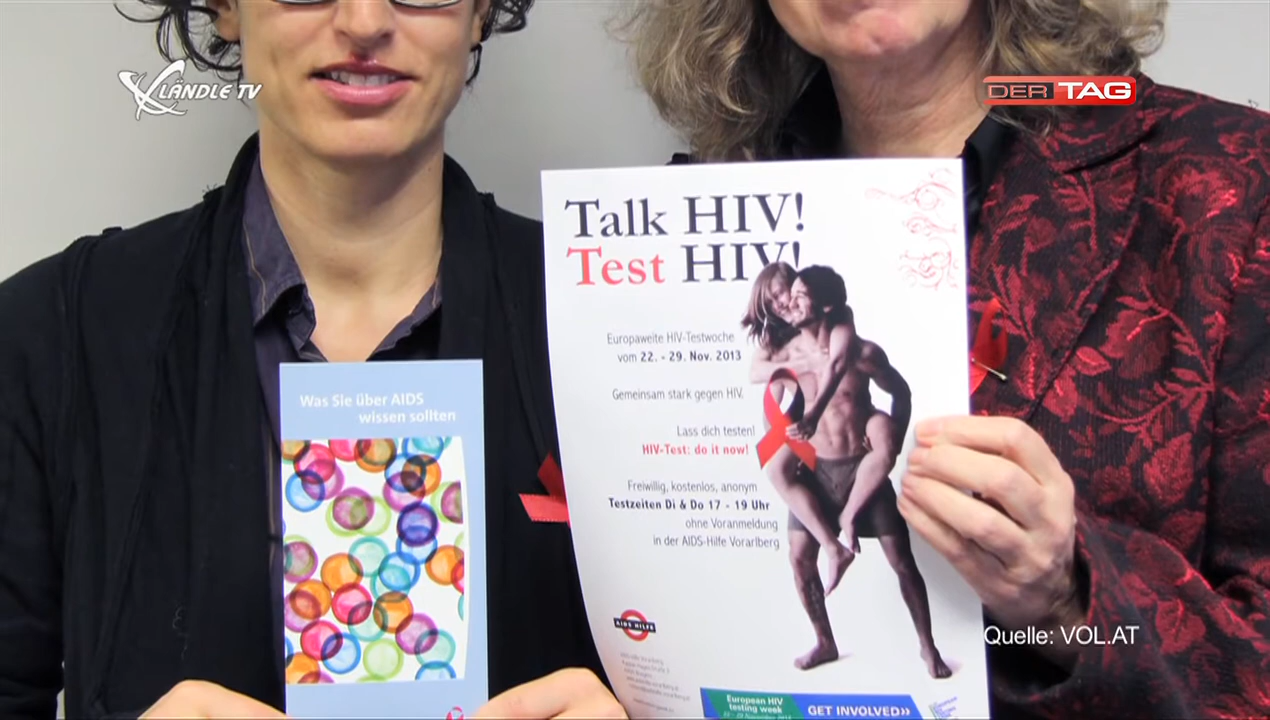 LÄNDLE TV
DER TAG
Talk HIV!
Test HIV!
Europaweite HIV-Testwoche
vom 22. - 29. Nov. 2013
Gemeinsam stark gegen HIV.
Lass dich testen!
HIV-Test: do it now!
Freiwillig, kostenlos, anonym
Testzeiten Di & Do 17 - 19 Uhr
ohne Voranmeldung
in der AIDS-Hilfe Vorarlberg
Was Sie über AIDS
wissen sollten
AIDS HILFE
Quelle: VOL.AT
European HIV
testing week
GET INVOLVED»